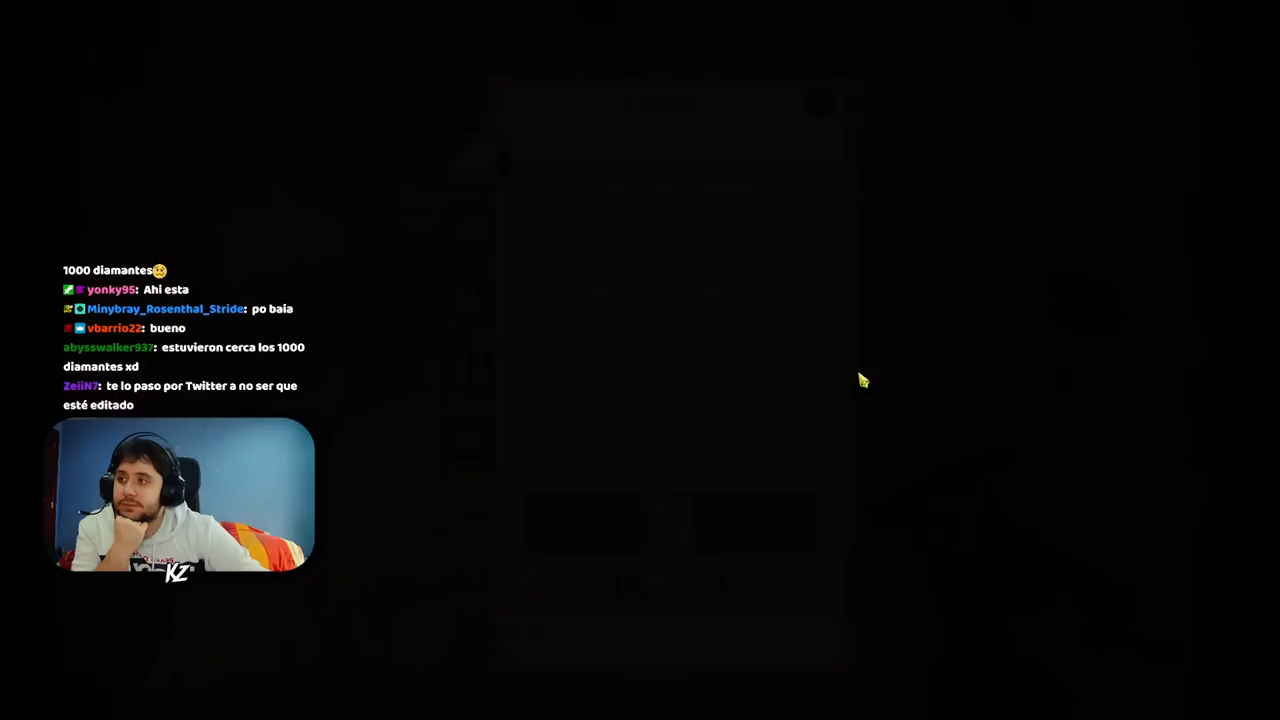 1000 diamantes🥴
yonky95: Ahi esta
Minybray_Rosenthal_Stride: po baia
vbarrio22: bueno
abysswalker937: estuvieron cerca los 1000
diamantes xd
ZeiiN7: te lo paso por Twitter a no ser que
esté editado
KZ